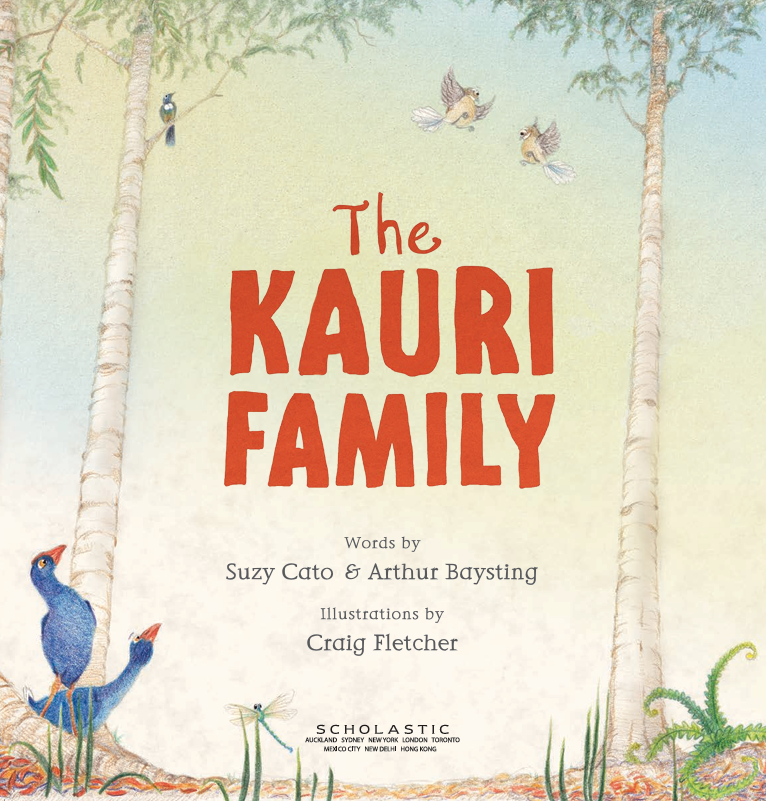 The
KAURI
FAMILY
Words by
Suzy Cato & Arthur Baysting
Illustrations by
Craig Fletcher
SCHOLASTIC
AUCKLAND SYDNEY NEW YORK LONDON TORONTO
MEXICO CITY NEW DELHI HONG KONG